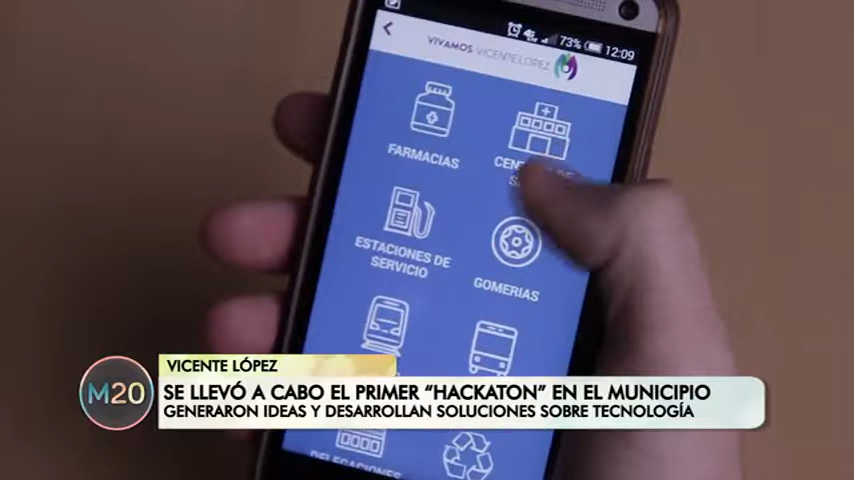 73% 12:09
VIVAMOS VICENTE LÓPEZ
FARMACIAS
ESTACIONES DE
SERVICIO
GOMERIAS
DELEGACIONES
M20
VICENTE LÓPEZ
SE LLEVÓ A CABO EL PRIMER “HACKATON” EN EL MUNICIPIO
GENERARON IDEAS Y DESARROLLAN SOLUCIONES SOBRE TECNOLOGÍA